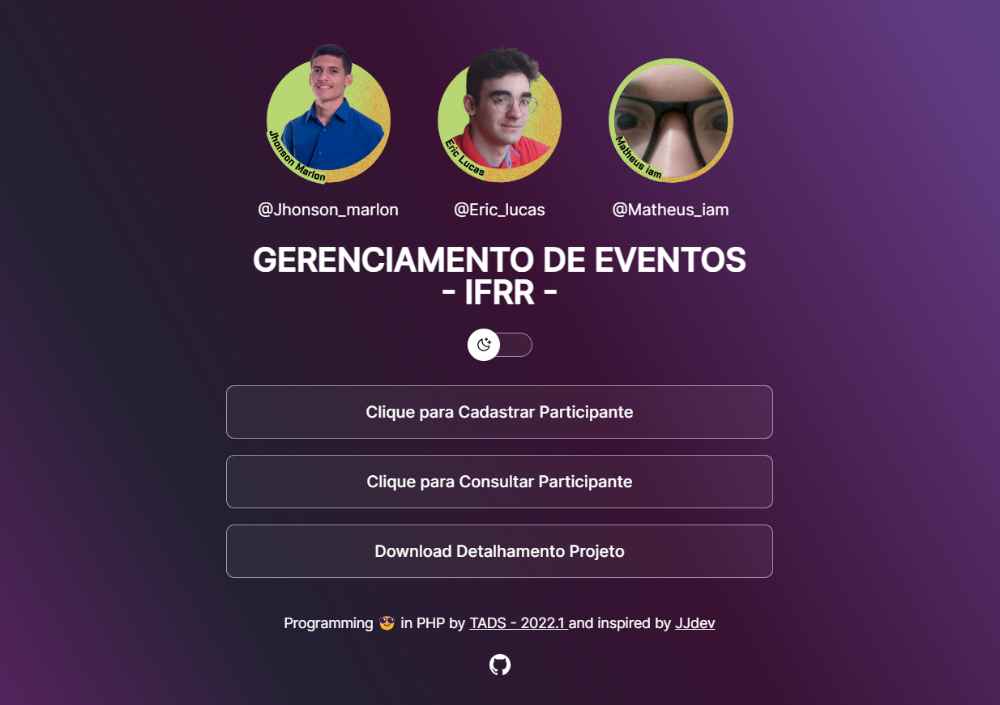 Jhonson Marlon
Eric Lucas
Matheus iam
@Jhonson_marlon
@Eric_lucas
@Matheus_iam
GERENCIAMENTO DE EVENTOS
- IFRR -
Clique para Cadastrar Participante
Clique para Consultar Participante
Download Detalhamento Projeto
Programming 🥸 in PHP by TADS - 2022.1 and inspired by JJdev